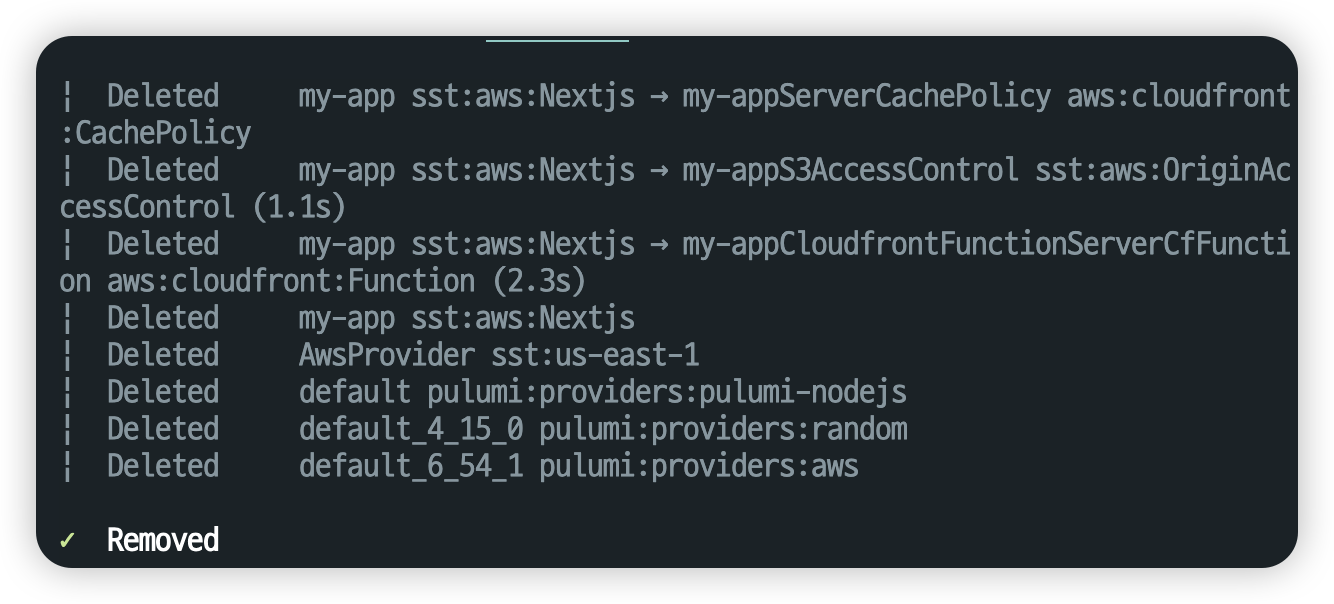 ¦  Deleted     my-app sst:aws:Nextjs → my-appServerCachePolicy aws:cloudfront
:CachePolicy
¦  Deleted     my-app sst:aws:Nextjs → my-appS3AccessControl sst:aws:OriginAc
cessControl (1.1s)
¦  Deleted     my-app sst:aws:Nextjs → my-appCloudfrontFunctionServerCfFuncti
on aws:cloudfront:Function (2.3s)
¦  Deleted     my-app sst:aws:Nextjs
¦  Deleted     AwsProvider sst:us-east-1
¦  Deleted     default pulumi:providers:pulumi-nodejs
¦  Deleted     default_4_15_0 pulumi:providers:random
¦  Deleted     default_6_54_1 pulumi:providers:aws
✓  Removed